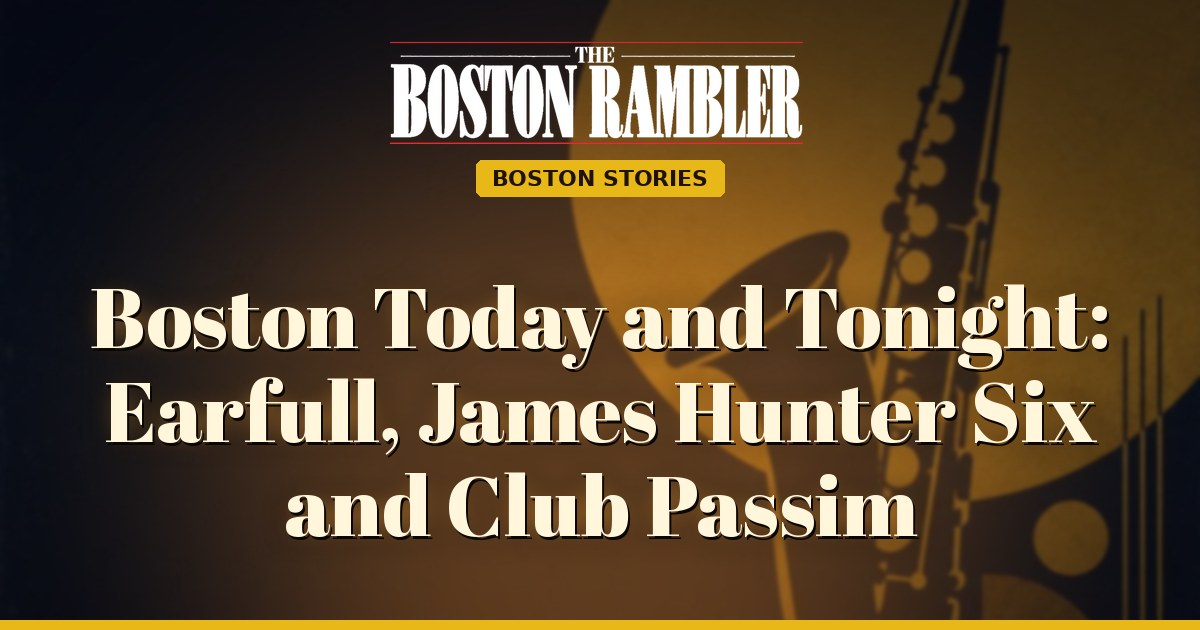 THE
BOSTON RAMBLER
BOSTON STORIES
Boston Today and Tonight:
Earfull, James Hunter Six
and Club Passim